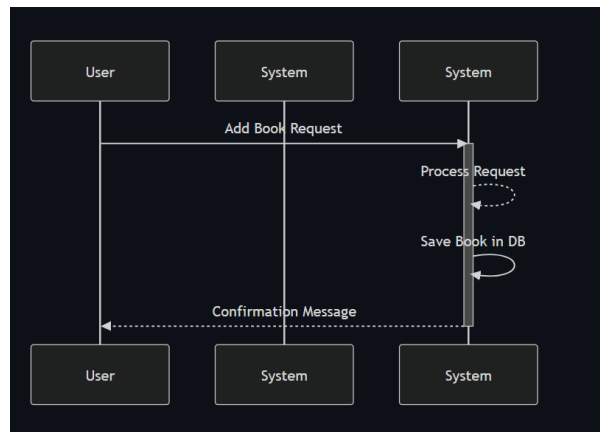 User
System
System
Add Book Request
Process Request
Save Book in DB
Confirmation Message
User
System
System